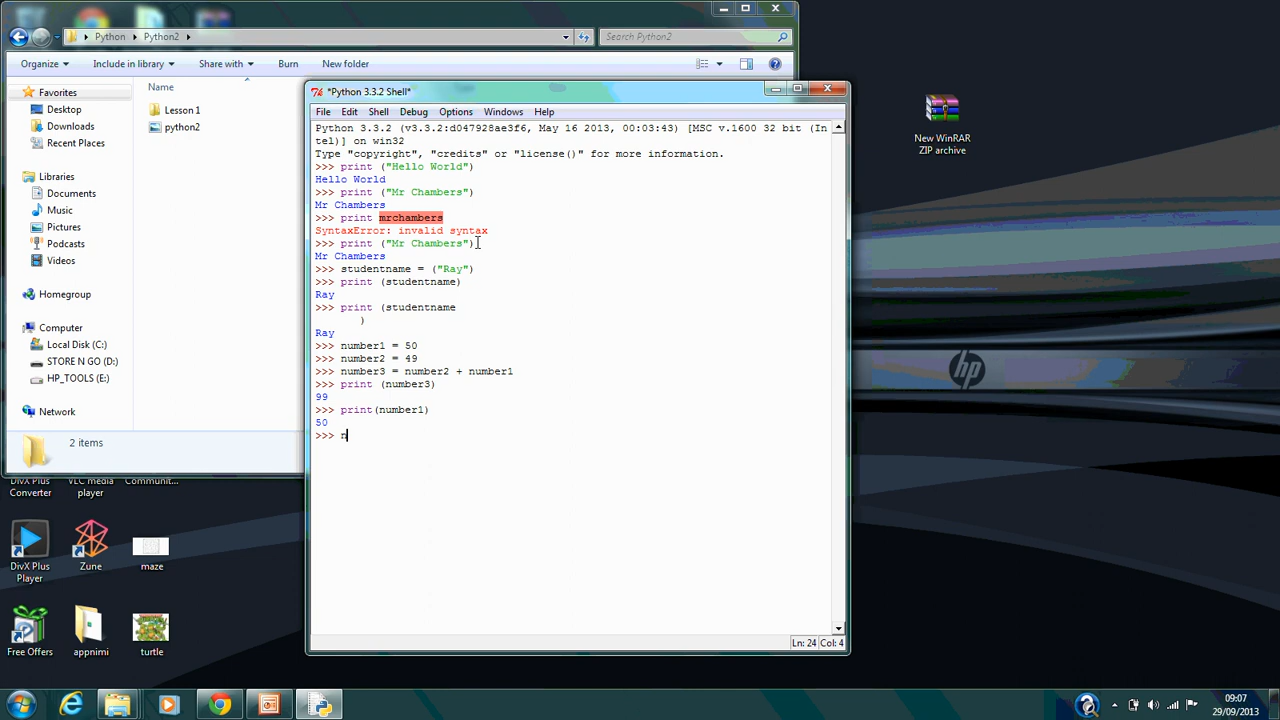 Python
Python2
Search Python2
Organize
Include in library
Share with
Burn
New folder
Favorites
Desktop
Downloads
Recent Places
Libraries
Documents
Music
Pictures
Podcasts
Videos
Homegroup
Computer
Local Disk (C:)
STORE N GO (D:)
HP_TOOLS (E:)
Network
Name
Lesson 1
python2
2 items
*Python 3.3.2 Shell*
File Edit Shell Debug Options Windows Help
Python 3.3.2 (v3.3.2:d047928ae3f6, May 16 2013, 00:03:43) [MSC v.1600 32 bit (In
tel)] on win32
Type "copyright", "credits" or "license()" for more information.
>>> print ("Hello World")
Hello World
>>> print ("Mr Chambers")
Mr Chambers
>>> print mrchambers
SyntaxError: invalid syntax
>>> print ("Mr Chambers")
Mr Chambers
>>> studentname = ("Ray")
>>> print (studentname)
Ray
>>> print (studentname
)
Ray
>>> number1 = 50
>>> number2 = 49
>>> number3 = number2 + number1
>>> print (number3)
99
>>> print(number1)
50
>>> n
Ln: 24 Col: 4
New WinRAR
ZIP archive
hp
DivX Plus
Converter
VLC media
player
Communit...
DivX Plus
Player
Zune
maze
Free Offers
appnimi
turtle
09:07
29/09/2013